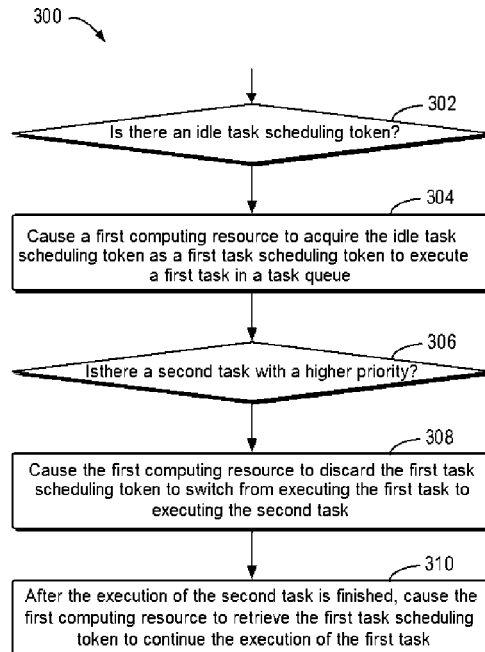 300
302
Is there an idle task scheduling token?
304
Cause a first computing resource to acquire the idle task
scheduling token as a first task scheduling token to execute
a first task in a task queue
306
Isthere a second task with a higher priority?
308
Cause the first computing resource to discard the first task
scheduling token to switch from executing the first task to
executing the second task
310
After the execution of the second task is finished, cause the
first computing resource to retrieve the first task scheduling
token to continue the execution of the first task